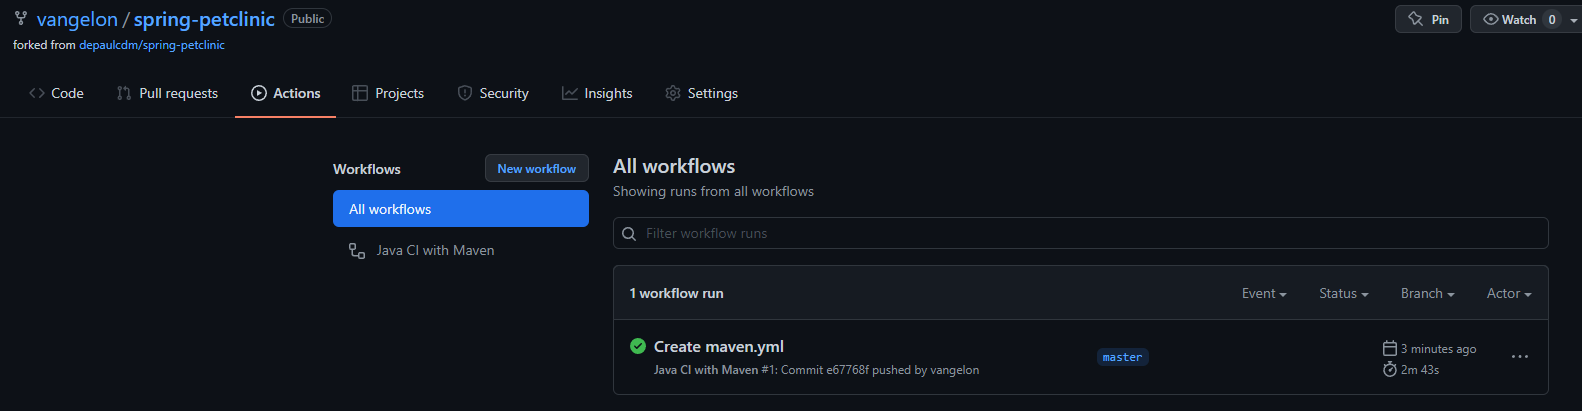 vangelon / spring-petclinic Public Pin Watch 0
forked from depaulcdm/spring-petclinic
Code Pull requests Actions Projects Security Insights Settings
Workflows New workflow
All workflows
Java CI with Maven
All workflows
Showing runs from all workflows
Filter workflow runs
1 workflow run Event Status Branch Actor
Create maven.yml master 3 minutes ago
Java CI with Maven #1: Commit e67768f pushed by vangelon 2m 43s